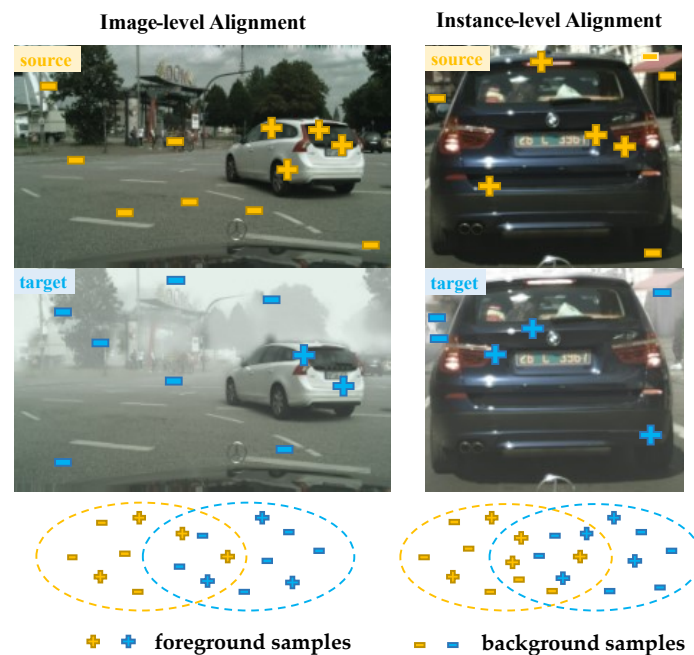 Image-level Alignment
Instance-level Alignment
source
source
target
target
foreground samples
background samples